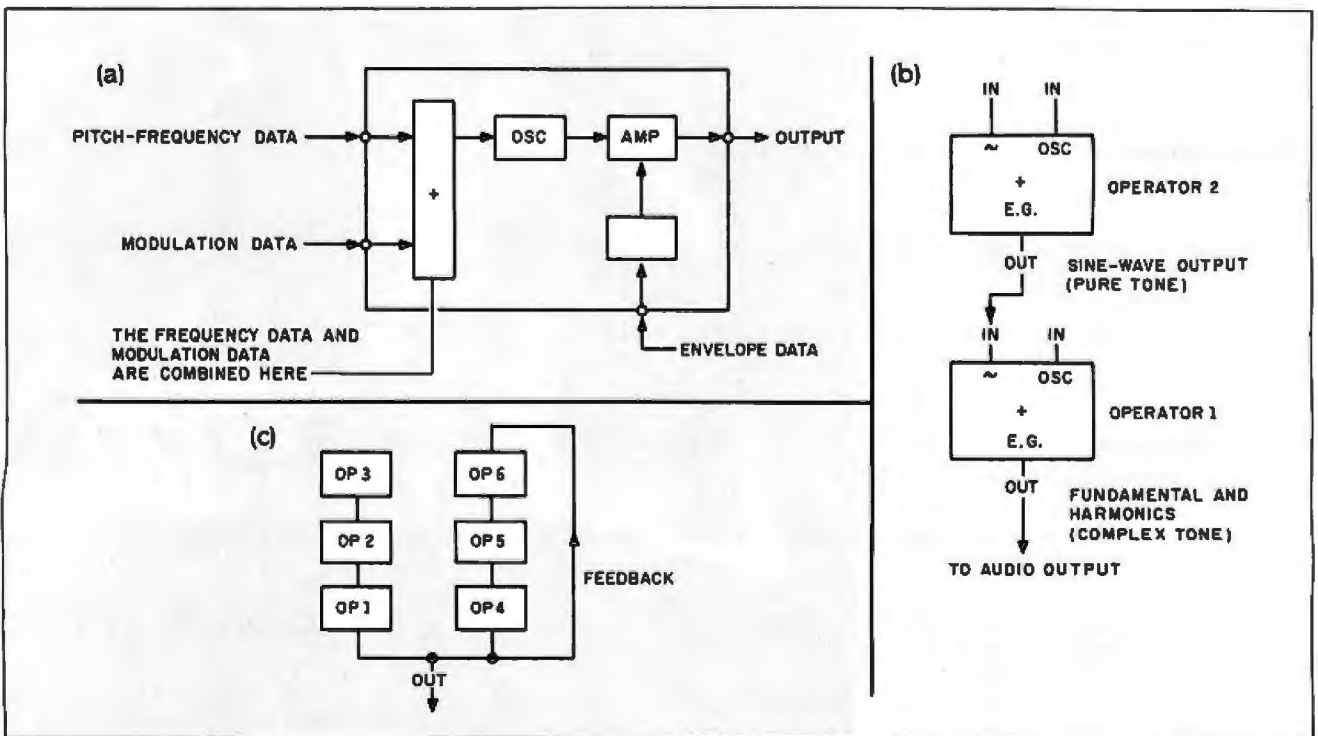 (a)
PITCH-FREQUENCY DATA
+
OSC
AMP
OUTPUT
MODULATION DATA
THE FREQUENCY DATA AND
MODULATION DATA
ARE COMBINED HERE
ENVELOPE DATA
(b)
IN IN
~ OSC
+
E.G.
OPERATOR 2
OUT
SINE-WAVE OUTPUT
(PURE TONE)
IN IN
~ OSC
+
E.G.
OPERATOR 1
OUT
FUNDAMENTAL AND
HARMONICS
(COMPLEX TONE)
TO AUDIO OUTPUT
(c)
OP 3 OP 6
OP 2 OP 5
FEEDBACK
OP 1 OP 4
OUT